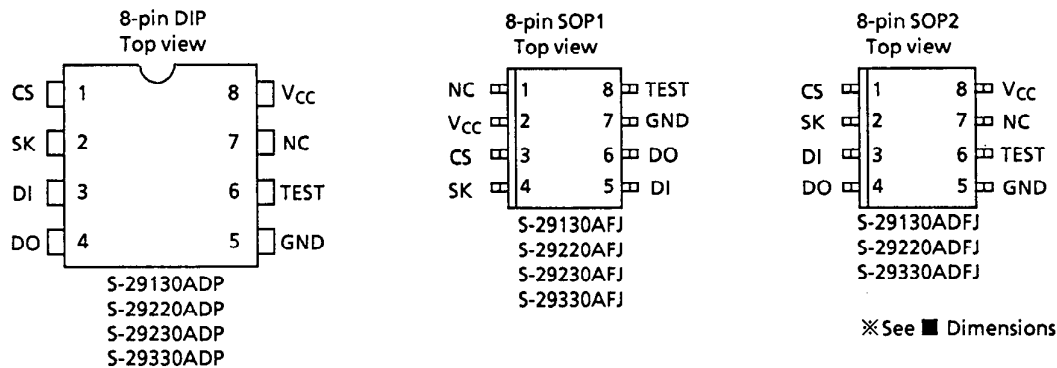 8-pin DIP
Top view
CS 1 8 VCC
SK 2 7 NC
DI 3 6 TEST
DO 4 5 GND
S-29130ADP
S-29220ADP
S-29230ADP
S-29330ADP
8-pin SOP1
Top view
NC 1 8 TEST
VCC 2 7 GND
CS 3 6 DO
SK 4 5 DI
S-29130AFJ
S-29220AFJ
S-29230AFJ
S-29330AFJ
8-pin SOP2
Top view
CS 1 8 VCC
SK 2 7 NC
DI 3 6 TEST
DO 4 5 GND
S-29130ADFJ
S-29220ADFJ
S-29330ADFJ
※See ■ Dimensions